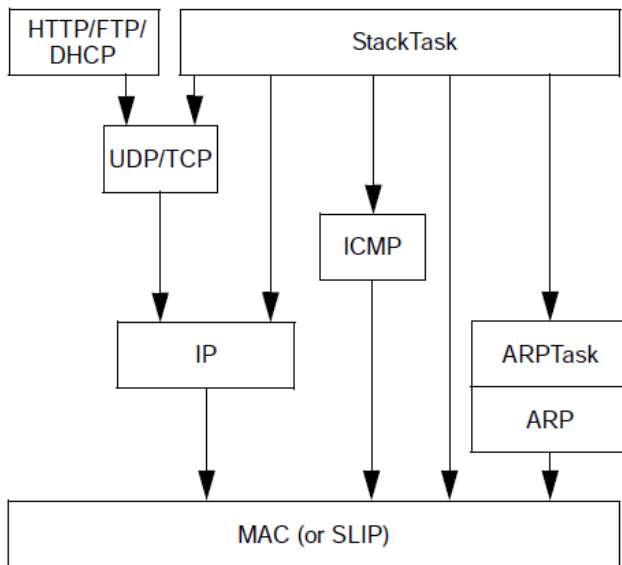 HTTP/FTP/
DHCP
StackTask
UDP/TCP
ICMP
IP
ARPTask
ARP
MAC (or SLIP)